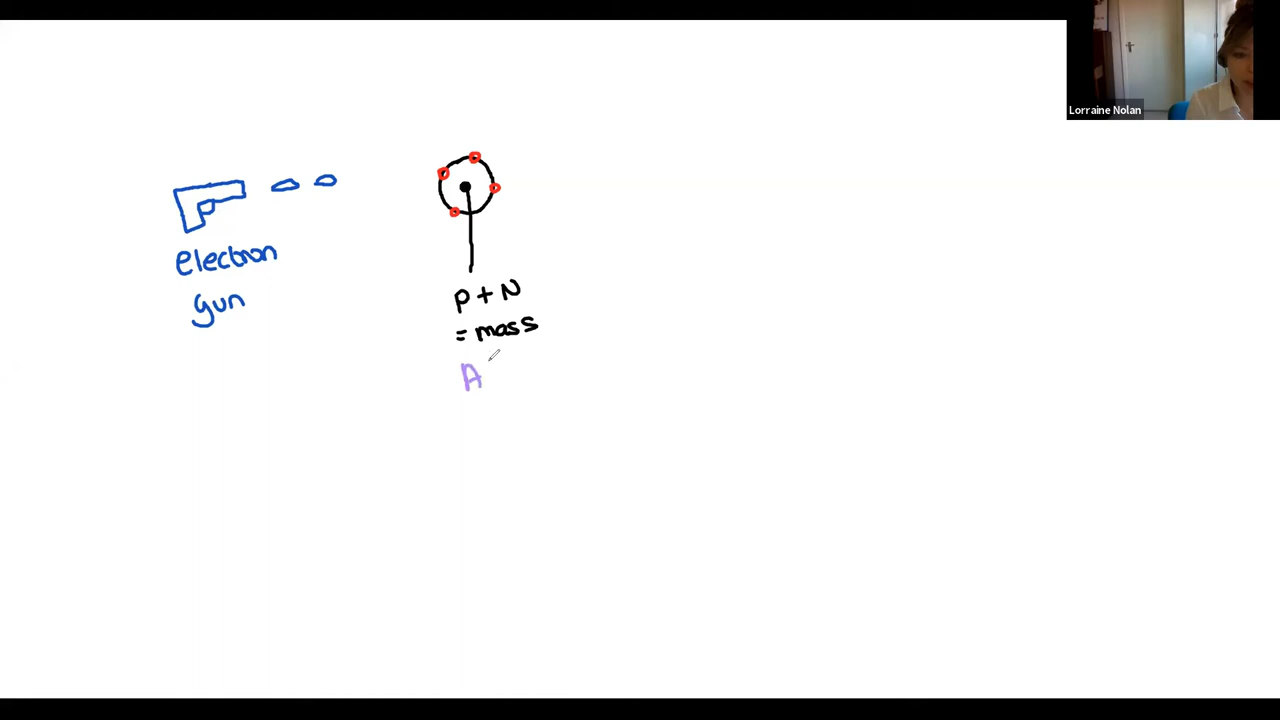 Lorraine Nolan
electron
gun
P + N
= mass
A